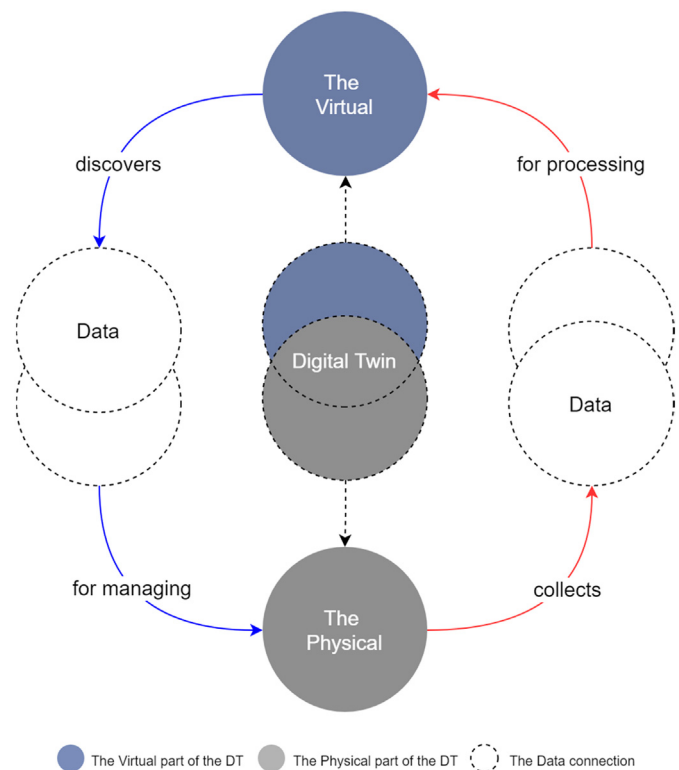 The
Virtual
discovers
for processing
Data
Digital Twin
Data
for managing
collects
The
Physical
The Virtual part of the DT
The Physical part of the DT
The Data connection